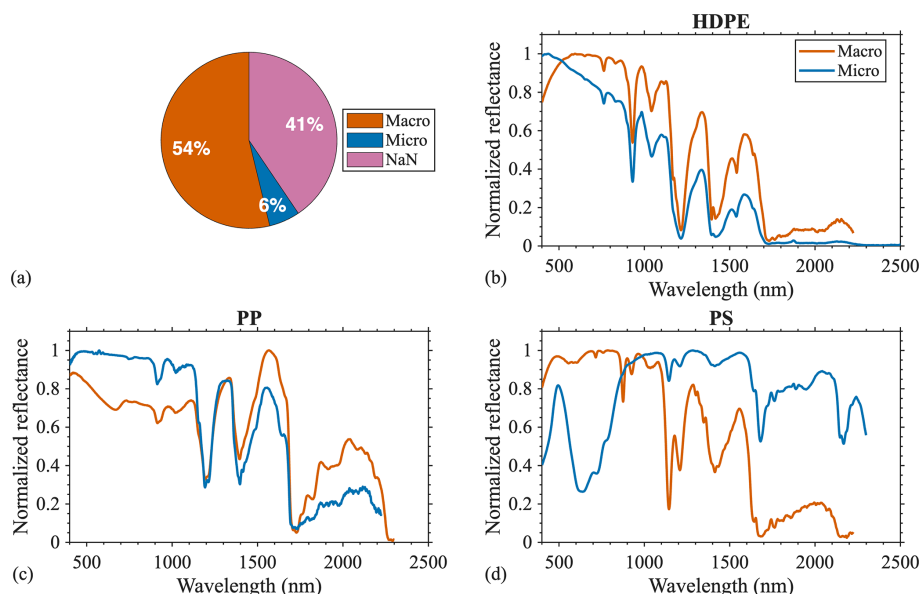 (a)
54%
41%
6%
Macro
Micro
NaN
(b)
HDPE
Normalized reflectance
1
0.8
0.6
0.4
0.2
0
500 1000 1500 2000 2500
Wavelength (nm)
Macro
Micro
(c)
PP
Normalized reflectance
1
0.8
0.6
0.4
0.2
0
500 1000 1500 2000 2500
Wavelength (nm)
(d)
PS
Normalized reflectance
1
0.8
0.6
0.4
0.2
0
500 1000 1500 2000 2500
Wavelength (nm)